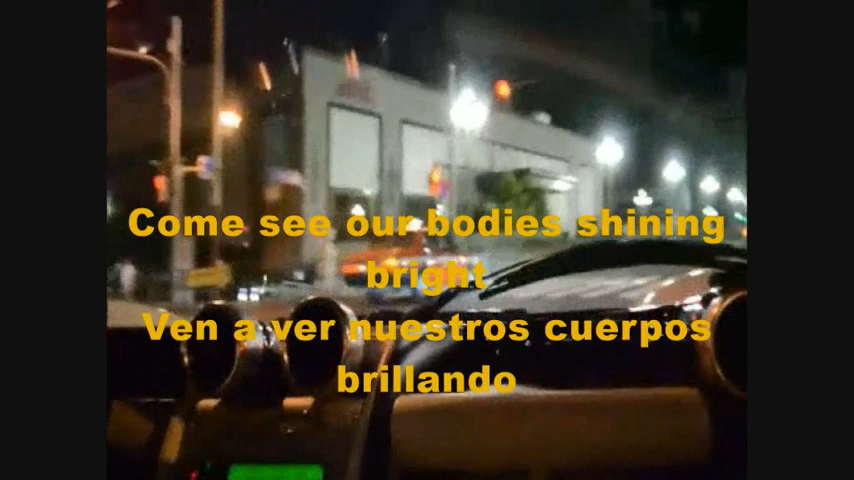 Come see our bodies shining
bright
Ven a ver nuestros cuerpos
brillando